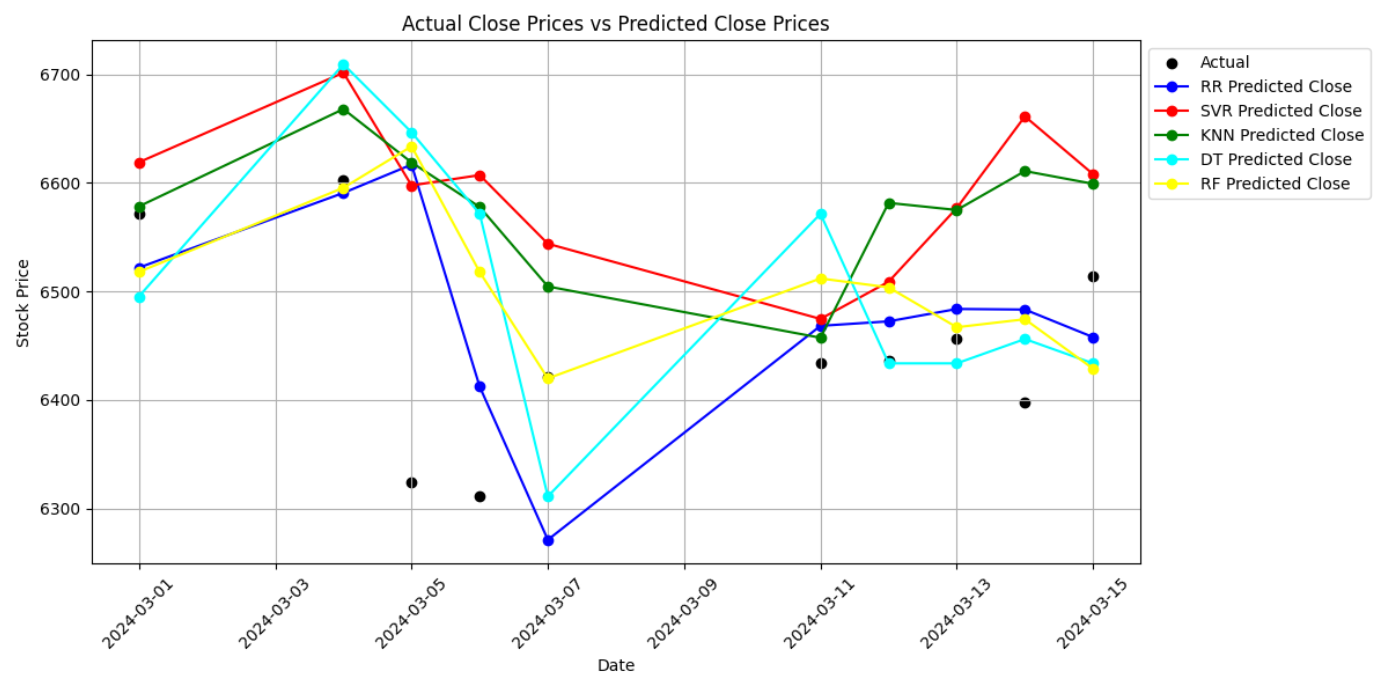 Actual Close Prices vs Predicted Close Prices
6700
6600
6500
6400
6300
Stock Price
2024-03-01
2024-03-03
2024-03-05
2024-03-07
2024-03-09
2024-03-11
2024-03-13
2024-03-15
Date
Actual
RR Predicted Close
SVR Predicted Close
KNN Predicted Close
DT Predicted Close
RF Predicted Close